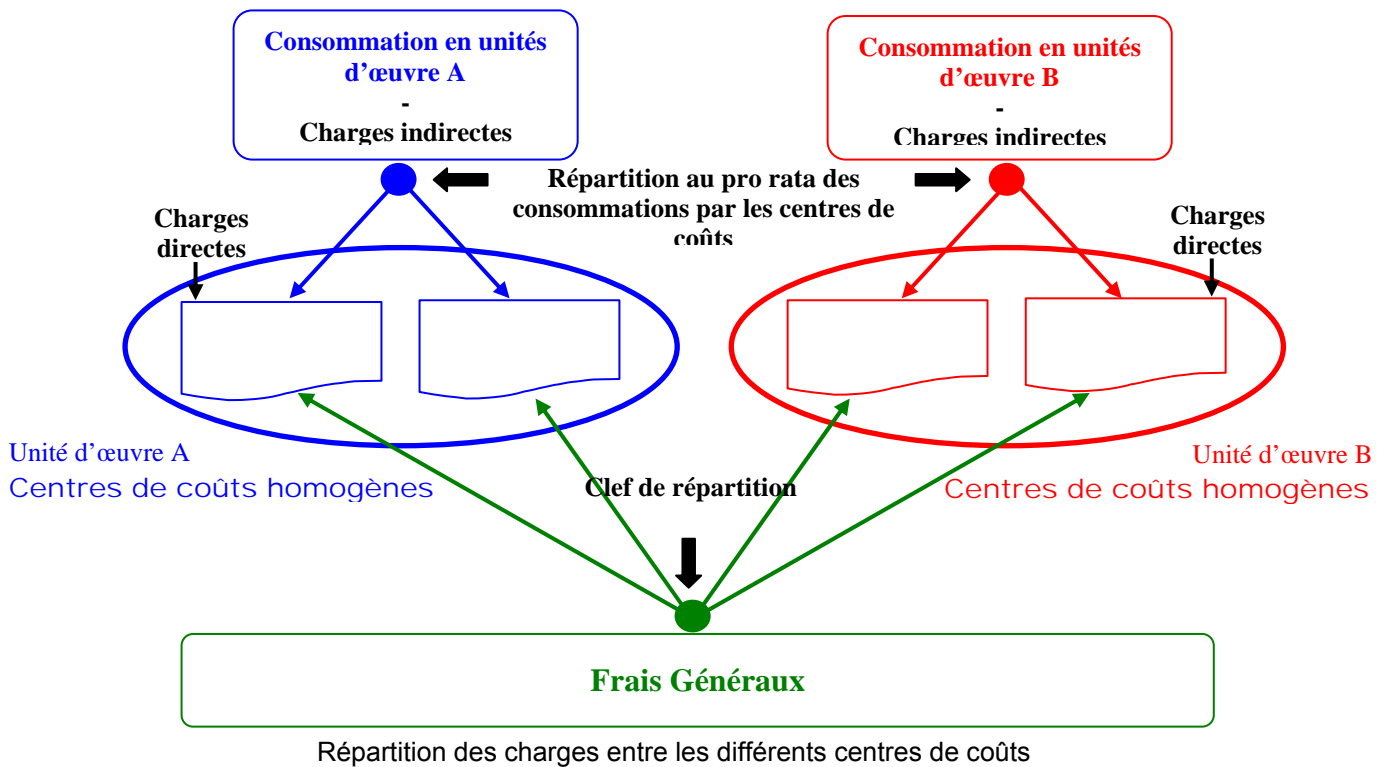 Consommation en unités
d'œuvre A
-
Charges indirectes
Consommation en unités
d'œuvre B
-
Charges indirectes
Répartition au pro rata des
consommations par les centres de
coûts
Charges
directes
Charges
directes
Unité d'œuvre A
Centres de coûts homogènes
Unité d'œuvre B
Centres de coûts homogènes
Clef de répartition
Frais Généraux
Répartition des charges entre les différents centres de coûts